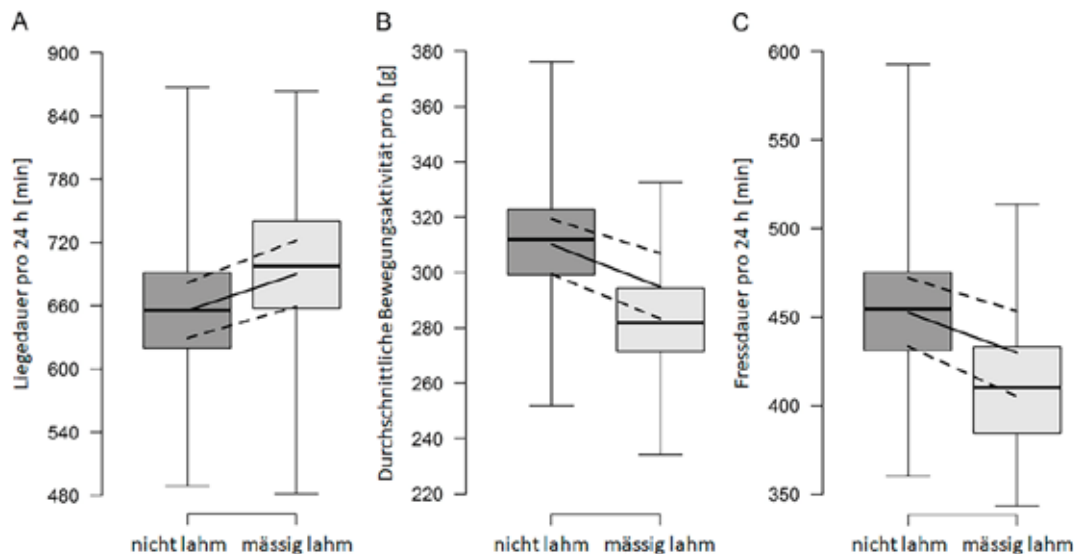 A
Liegedauer pro 24 h [min]
900
840
780
720
660
600
540
480
nicht lahm
mässig lahm
B
Durchschnittliche Bewegungsaktivität pro h [g]
380
360
340
320
300
280
260
240
220
nicht lahm
mässig lahm
C
Fressdauer pro 24 h [min]
600
550
500
450
400
350
nicht lahm
mässig lahm